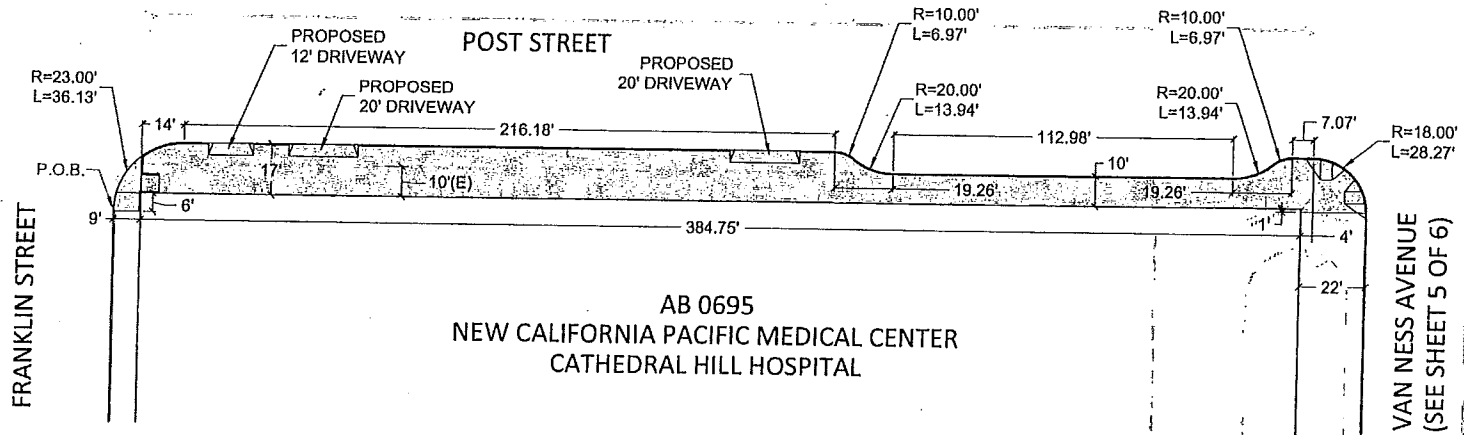 POST STREET
R=10.00'
L=6.97'
R=10.00'
L=6.97'
PROPOSED
12' DRIVEWAY
PROPOSED
20' DRIVEWAY
PROPOSED
20' DRIVEWAY
R=23.00'
L=36.13'
R=20.00'
L=13.94'
R=20.00'
L=13.94'
7.07'
R=18.00'
L=28.27'
14'
216.18'
112.98'
P.O.B.
17'
10'(E)
10'
19.26'
19.26'
6'
9'
384.75'
1'
4'
22'
FRANKLIN STREET
AB 0695
NEW CALIFORNIA PACIFIC MEDICAL CENTER
CATHEDRAL HILL HOSPITAL
VAN NESS AVENUE
(SEE SHEET 5 OF 6)